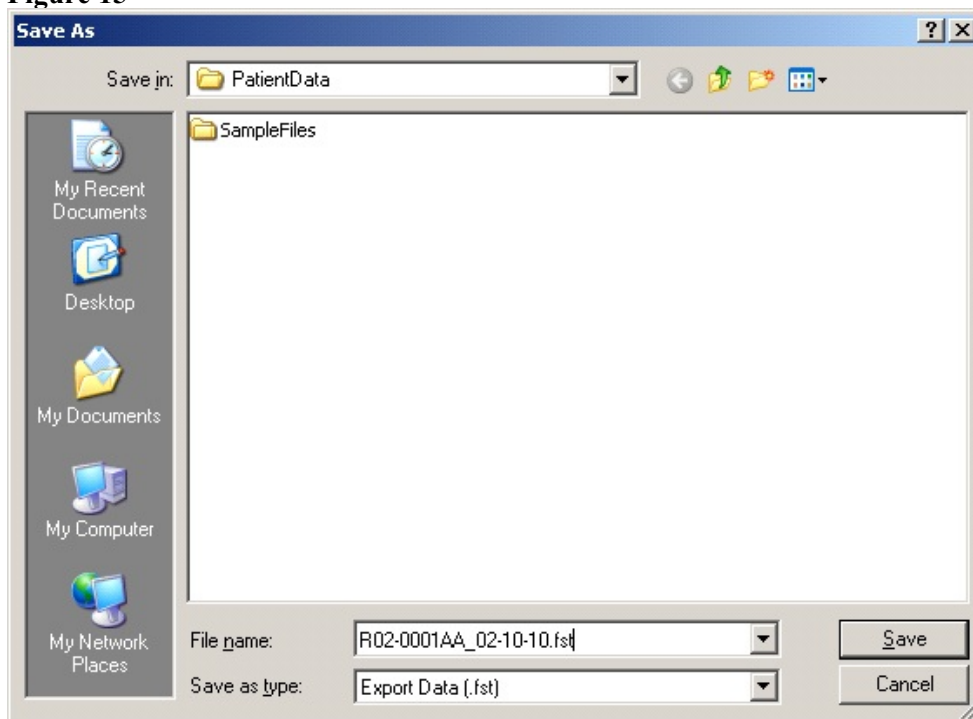 Figure 13
Save As
Save in:
PatientData
SampleFiles
My Recent
Documents
Desktop
My Documents
My Computer
My Network
Places
File name:
R02-0001AA_02-10-10.fst
Save
Save as type:
Export Data (.fst)
Cancel